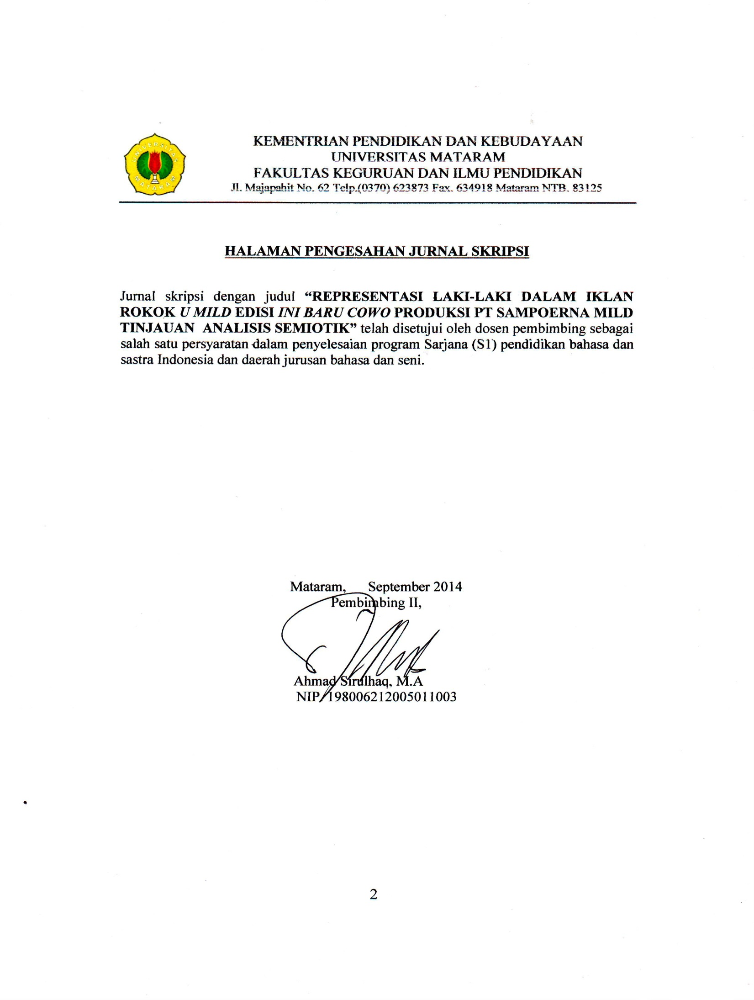 UNIVERSITAS
MATARAM
KEMENTRIAN PENDIDIKAN DAN KEBUDAYAAN
UNIVERSITAS MATARAM
FAKULTAS KEGURUAN DAN ILMU PENDIDIKAN
Jl. Majapahit No. 62 Telp.(0370) 623873 Fax. 634918 Mataram NTB. 83125
HALAMAN PENGESAHAN JURNAL SKRIPSI
Jurnal skripsi dengan judul “REPRESENTASI LAKI-LAKI DALAM IKLAN
ROKOK U MILD EDISI INI BARU COWO PRODUKSI PT SAMPOERNA MILD
TINJAUAN ANALISIS SEMIOTIK” telah disetujui oleh dosen pembimbing sebagai
salah satu persyaratan dalam penyelesaian program Sarjana (S1) pendidikan bahasa dan
sastra Indonesia dan daerah jurusan bahasa dan seni.
Mataram, September 2014
Pembimbing II,
Ahmad Sirulhaq, M.A
NIP. 198006212005011003
2